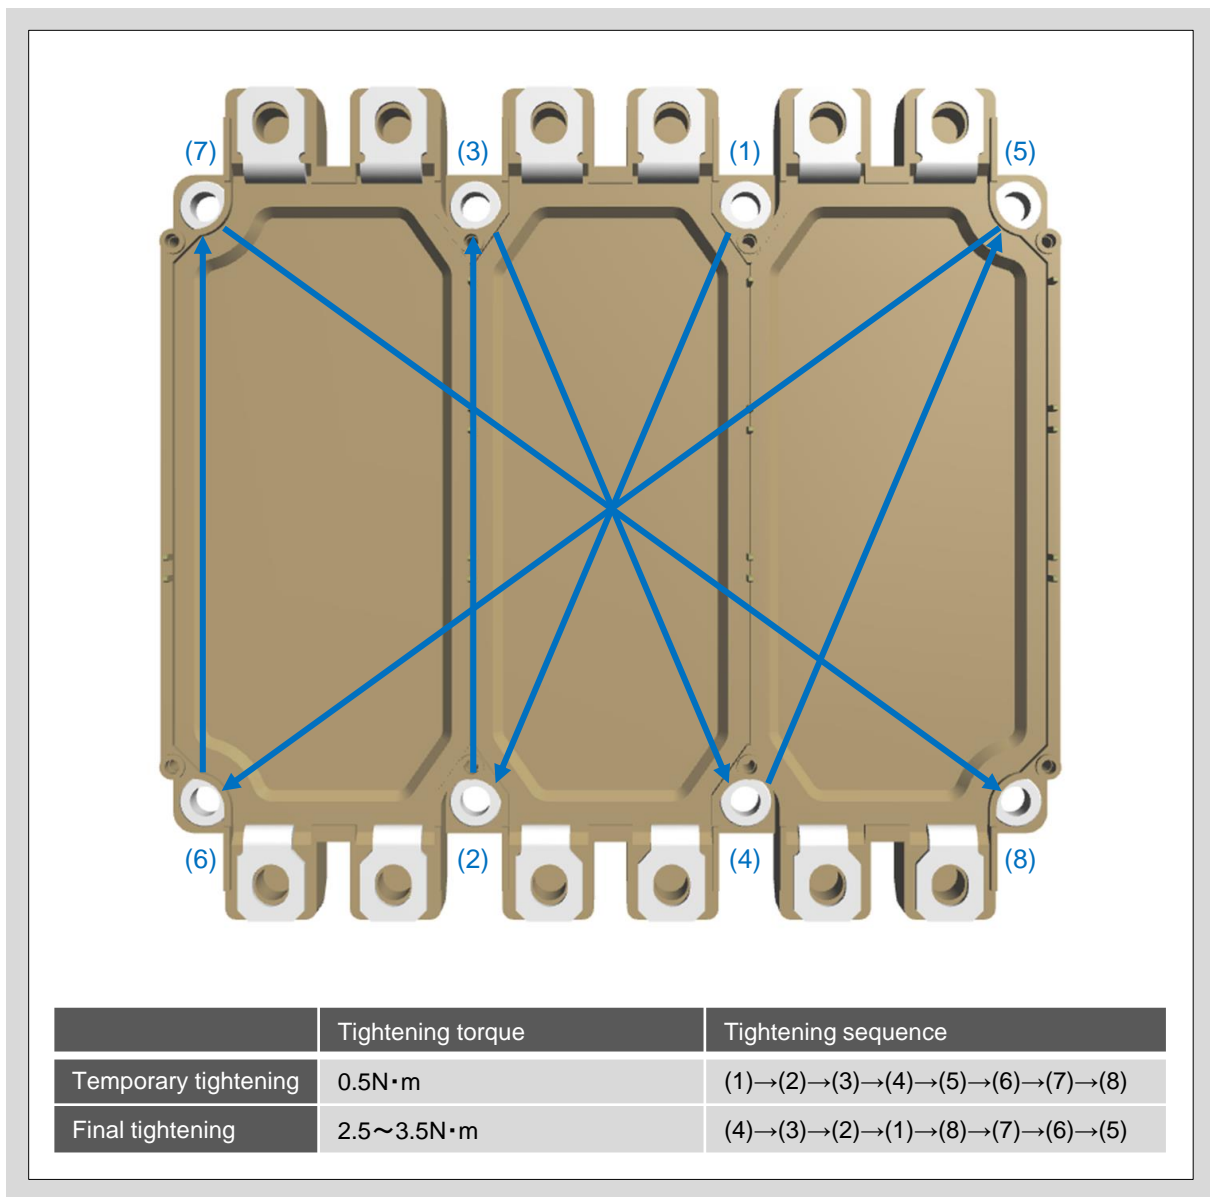 (7) (3) (1) (5)
(6) (2) (4) (8)
Tightening torque Tightening sequence
Temporary tightening 0.5N･m (1)→(2)→(3)→(4)→(5)→(6)→(7)→(8)
Final tightening 2.5～3.5N･m (4)→(3)→(2)→(1)→(8)→(7)→(6)→(5)